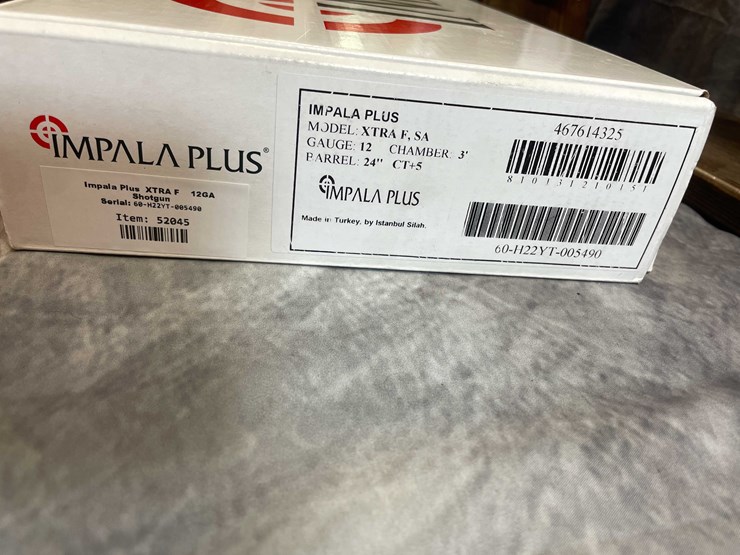 IMPALA PLUS®
Impala Plus XTRA F 12GA
Shotgun
Serial: 60-H22YT-005490
Item: 52045
IMPALA PLUS
MODEL: XTRA F, SA
GAUGE: 12 CHAMBER: 3'
BARREL: 24" CT+5
IMPALA PLUS
Made in Turkey, by Istanbul Silah.
467614325
810131210151
60-H22YT-005490